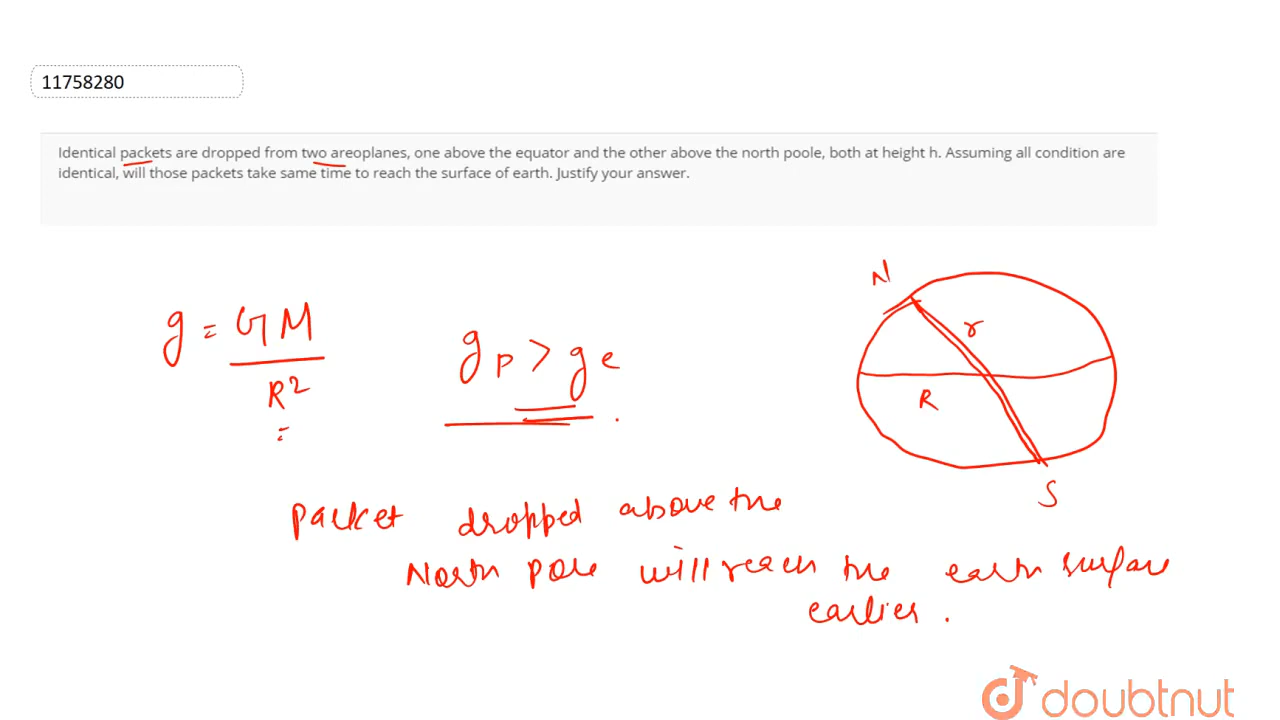 11758280
Identical packets are dropped from two areoplanes, one above the equator and the other above the north poole, both at height h. Assuming all condition are
identical, will those packets take same time to reach the surface of earth. Justify your answer.
N
g = GM
R²
gp > ge
r
R
S
Packet dropped above the
North pole will reach the earth surface
earlier.
doubtnut